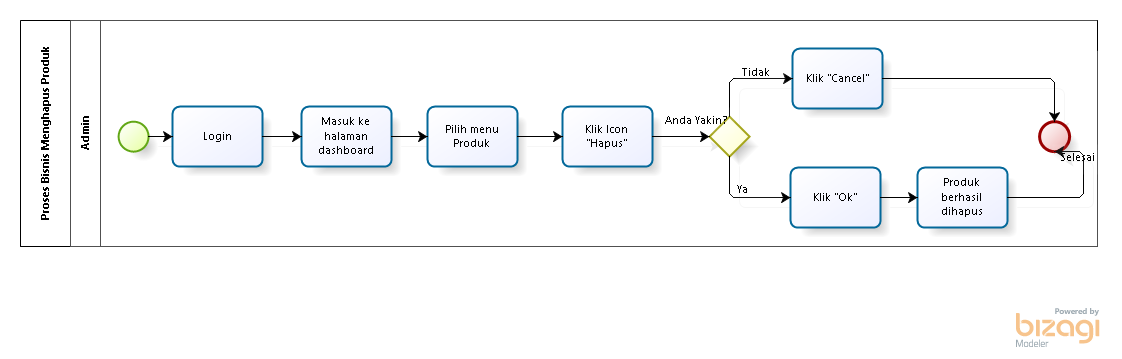 Proses Bisnis Menghapus Produk
Admin
Login
Masuk ke
halaman
dashboard
Pilih menu
Produk
Klik Icon
"Hapus"
Anda Yakin?
Tidak
Klik "Cancel"
Ya
Klik "Ok"
Produk
berhasil
dihapus
Selesai
Powered by
bizagi
Modeler